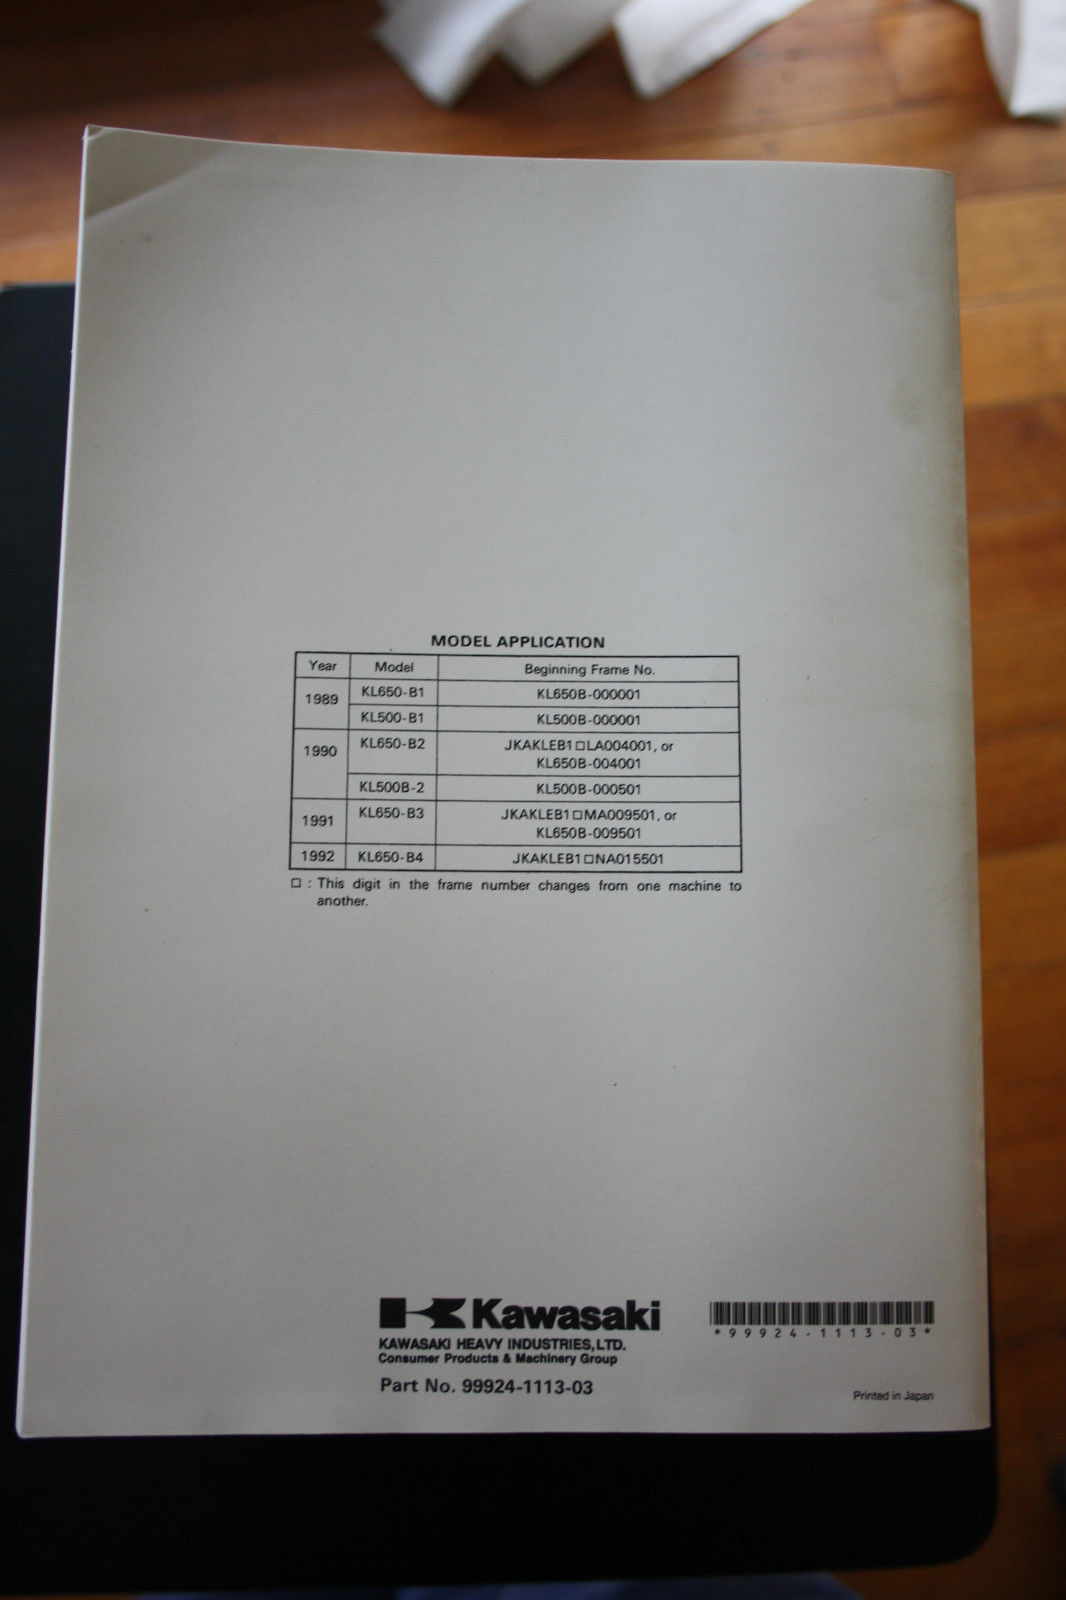 MODEL APPLICATION
Year Model Beginning Frame No.
1989 KL650-B1 KL650B-000001
KL500-B1 KL500B-000001
1990 KL650-B2 JKAKLEB1□LA004001, or
KL650B-004001
KL500B-2 KL500B-000501
1991 KL650-B3 JKAKLEB1□MA009501, or
KL650B-009501
1992 KL650-B4 JKAKLEB1□NA015501
□ : This digit in the frame number changes from one machine to
another.
Kawasaki
KAWASAKI HEAVY INDUSTRIES,LTD.
Consumer Products & Machinery Group
Part No. 99924-1113-03
*99924-1113-03*
Printed in Japan